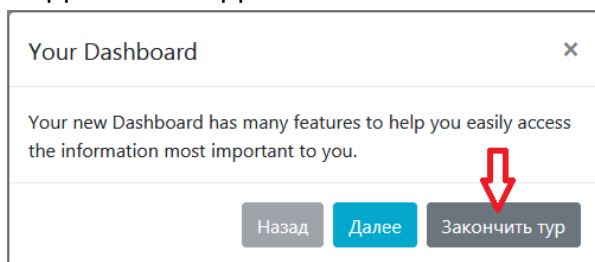 Your Dashboard ×
Your new Dashboard has many features to help you easily access
the information most important to you.
Назад Далее Закончить тур